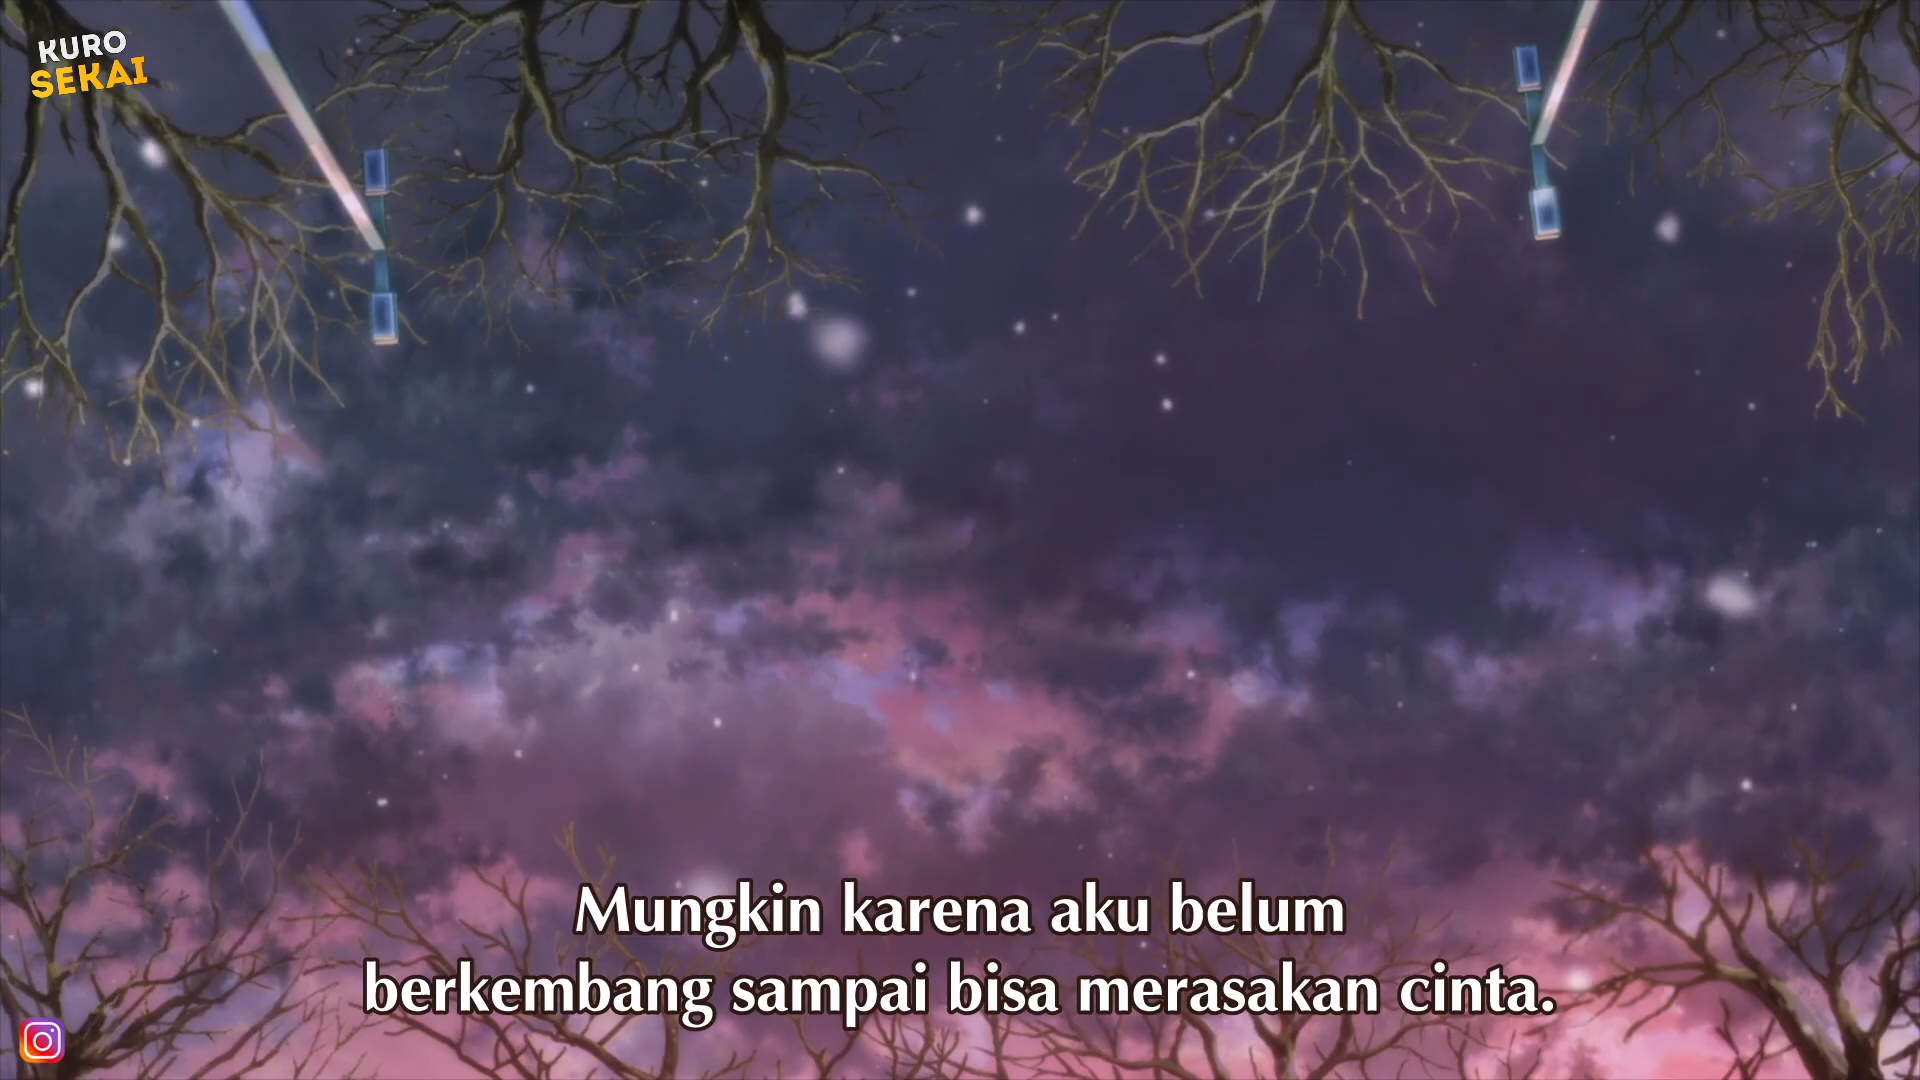 KURO
SEKAI
Mungkin karena aku belum
berkembang sampai bisa merasakan cinta.